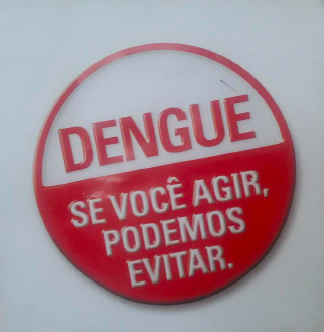 DENGUE
SE VOCÊ AGIR,
PODEMOS
EVITAR.